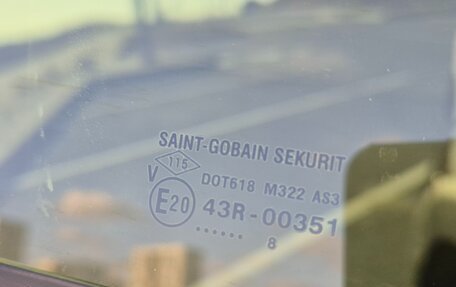 SAINT-GOBAIN SEKURIT
115
V DOT618 M322 AS3
E20 43R-00351
...... 8